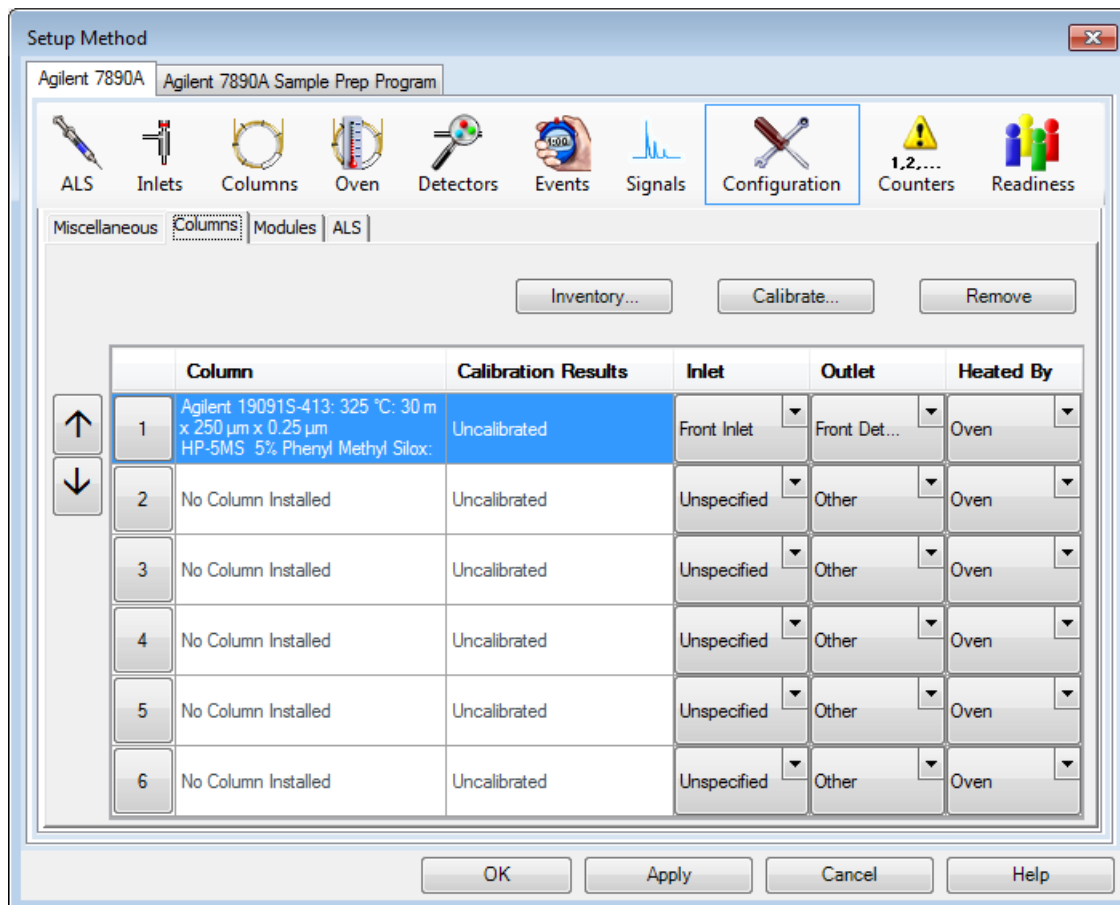 Setup Method
Agilent 7890A Agilent 7890A Sample Prep Program
1:00
1,2,...
ALS Inlets Columns Oven Detectors Events Signals Configuration Counters Readiness
Miscellaneous Columns Modules ALS
Inventory... Calibrate... Remove
Column Calibration Results Inlet Outlet Heated By
Agilent 19091S-413: 325 °C: 30 m
1 x 250 µm x 0.25 µm Uncalibrated Front Inlet Front Det... Oven
HP-5MS 5% Phenyl Methyl Silox:
2 No Column Installed Uncalibrated Unspecified Other Oven
3 No Column Installed Uncalibrated Unspecified Other Oven
4 No Column Installed Uncalibrated Unspecified Other Oven
5 No Column Installed Uncalibrated Unspecified Other Oven
6 No Column Installed Uncalibrated Unspecified Other Oven
OK Apply Cancel Help